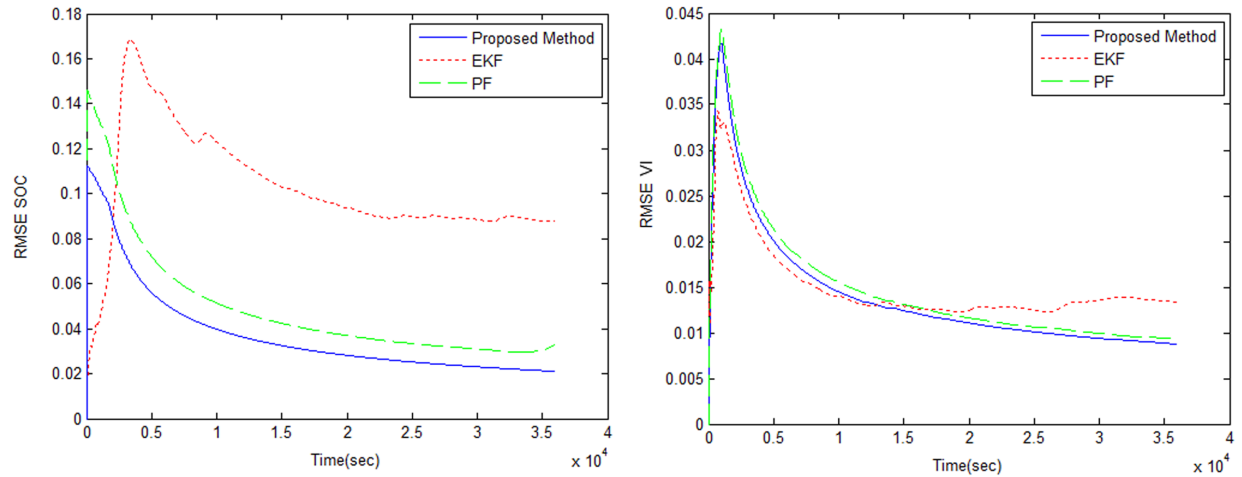 0.18
0.16
0.14
0.12
0.1
0.08
0.06
0.04
0.02
0
RMSE SOC
0 0.5 1 1.5 2 2.5 3 3.5 4
Time(sec)
x 10^4
Proposed Method
EKF
PF
0.045
0.04
0.035
0.03
0.025
0.02
0.015
0.01
0.005
0
RMSE VI
0 0.5 1 1.5 2 2.5 3 3.5 4
Time(sec)
x 10^4
Proposed Method
EKF
PF